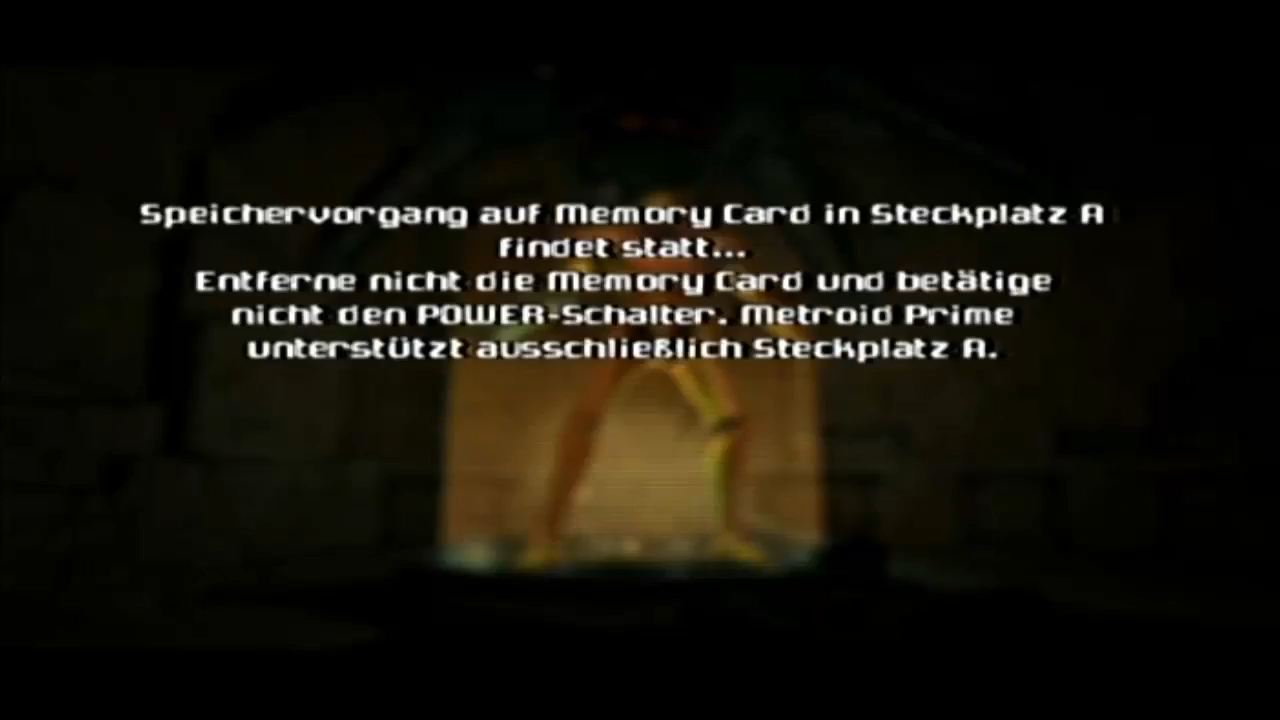 Speichervorgang auf Memory Card in Steckplatz A
findet statt...
Entferne nicht die Memory Card und betätige
nicht den POWER-Schalter. Metroid Prime
unterstützt ausschließlich Steckplatz A.